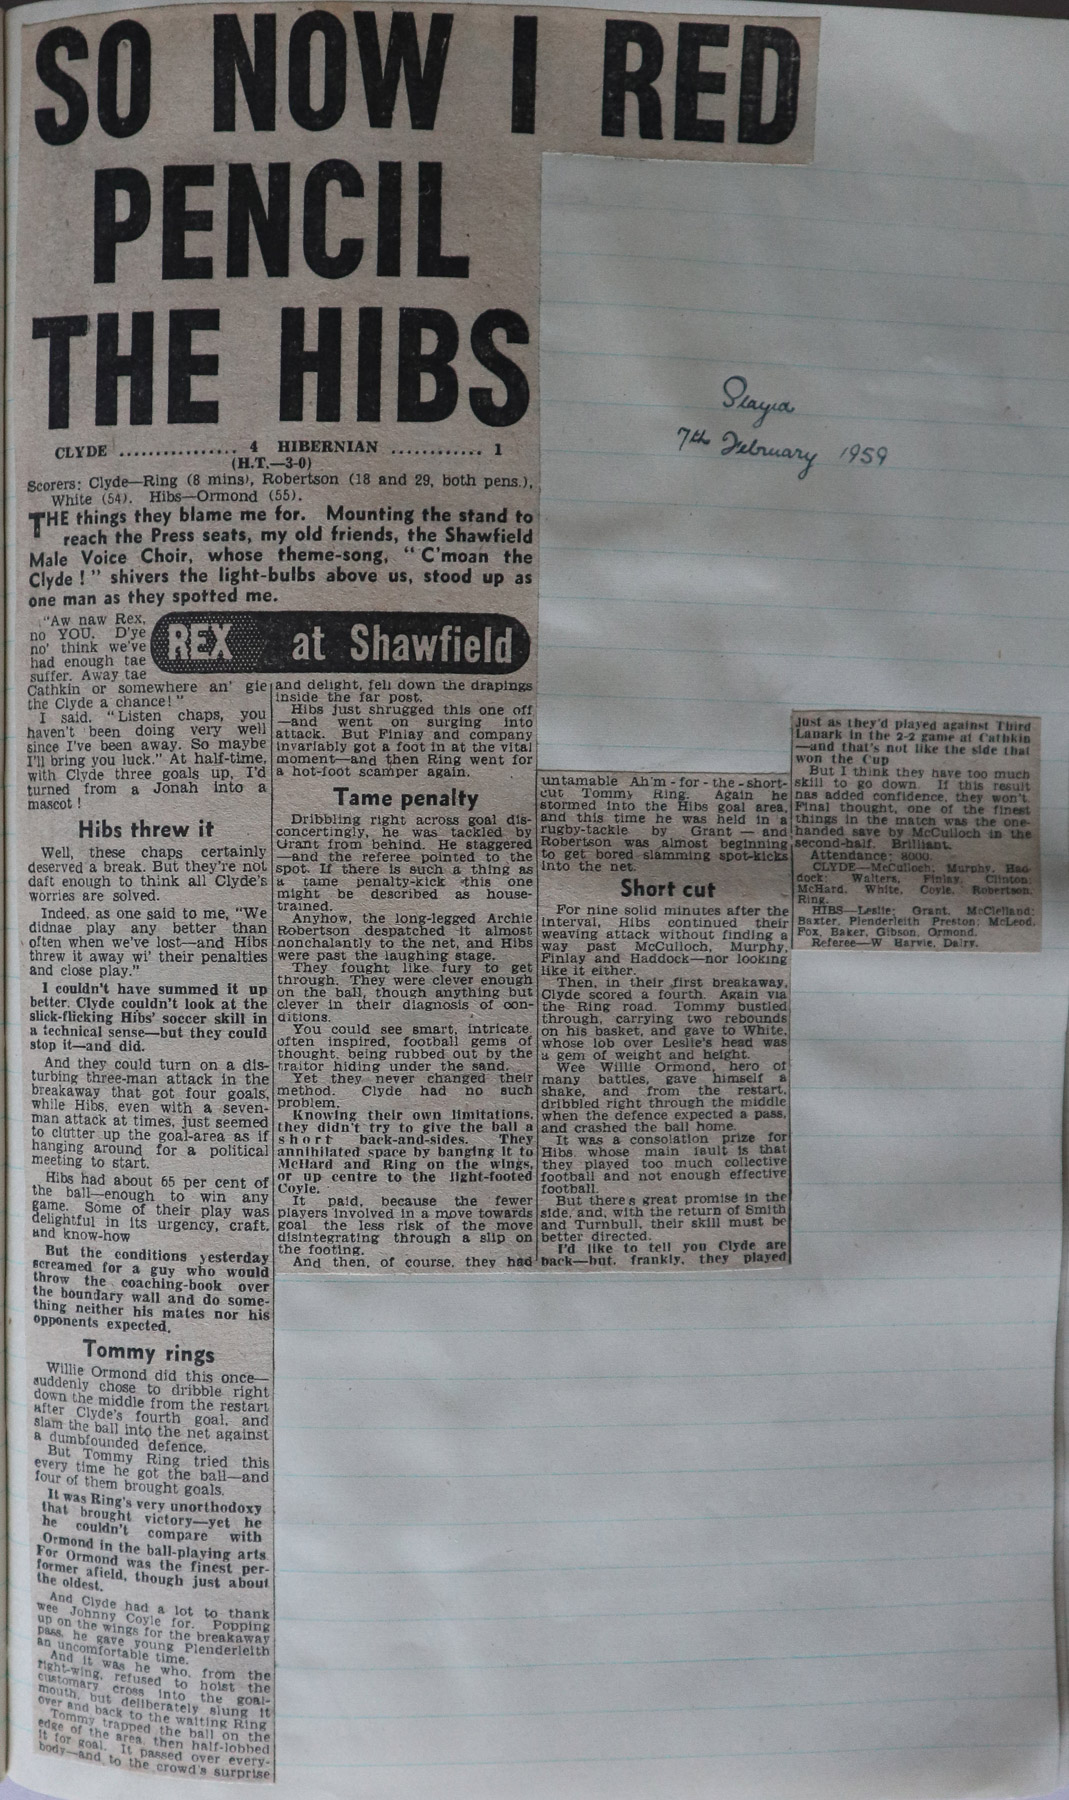 SO NOW I RED
PENCIL
THE HIBS
CLYDE ................ 4 HIBERNIAN ............ 1
(H.T.—3-0)
Scorers: Clyde—Ring (8 mins), Robertson (18 and 29, both pens.),
White (54). Hibs—Ormond (55).
THE things they blame me for. Mounting the stand to
reach the Press seats, my old friends, the Shawfield
Male Voice Choir, whose theme-song, "C'moan the
Clyde!" shivers the light-bulbs above us, stood up as
one man as they spotted me.
REX at Shawfield
"Aw naw Rex,
no YOU. D'ye
no' think we've
had enough tae
suffer. Away tae
Cathkin or somewhere an' gie
the Clyde a chance!"
I said, "Listen chaps, you
haven't been doing very well
since I've been away. So maybe
I'll bring you luck." At half-time,
with Clyde three goals up, I'd
turned from a Jonah into a
mascot!
Hibs threw it
Well, these chaps certainly
deserved a break. But they're not
daft enough to think all Clyde's
worries are solved.
Indeed, as one said to me, "We
didnae play any better than
often when we've lost—and Hibs
threw it away wi' their penalties
and close play."
I couldn't have summed it up
better. Clyde couldn't look at the
slick-flicking Hibs' soccer skill in
a technical sense—but they could
stop it—and did.
And they could turn on a dis-
turbing three-man attack in the
breakaway that got four goals,
while Hibs, even with a seven-
man attack at times, just seemed
to clutter up the goal-area as if
hanging around for a political
meeting to start.
Hibs had about 65 per cent of
the ball—enough to win any
game. Some of their play was
delightful in its urgency, craft,
and know-how
But the conditions yesterday
screamed for a guy who would
throw the coaching-book over
the boundary wall and do some-
thing neither his mates nor his
opponents expected.
Tommy rings
Willie Ormond did this once—
suddenly chose to dribble right
down the middle from the restart
after Clyde's fourth goal, and
slam the ball into the net against
a dumbfounded defence.
But Tommy Ring tried this
every time he got the ball—and
four of them brought goals.
It was Ring's very unorthodoxy
that brought victory—yet he
he couldn't compare with
Ormond in the ball-playing arts
For Ormond was the finest per-
former afield, though just about
the oldest.
And Clyde had a lot to thank
wee Johnny Coyle for. Popping
up on the wings for the breakaway
pass, he gave young Plenderleith
an uncomfortable time.
And it was he who, from the
right-wing, refused to hoist the
customary cross into the goal-
mouth, but deliberately slung it
over and back to the waiting Ring
Tommy trapped the ball on the
edge of the area, then half-lobbed
it for goal. It passed over every-
body—and to the crowd's surprise
and delight, fell down the drapings
inside the far post.
Hibs just shrugged this one off
—and went on surging into
attack. But Finlay and company
invariably got a foot in at the vital
moment—and then Ring went for
a hot-foot scamper again.
Tame penalty
Dribbling right across goal dis-
concertingly, he was tackled by
Grant from behind. He staggered
—and the referee pointed to the
spot. If there is such a thing as
a tame penalty-kick this one
might be described as house-
trained.
Anyhow, the long-legged Archie
Robertson despatched it almost
nonchalantly to the net, and Hibs
were past the laughing stage.
They fought like fury to get
through. They were clever enough
on the ball, though anything but
clever in their diagnosis of con-
ditions.
You could see smart, intricate
often inspired, football gems of
thought, being rubbed out by the
traitor hiding under the sand.
Yet they never changed their
method. Clyde had no such
problem.
Knowing their own limitations,
they didn't try to give the ball a
short back-and-sides. They
annihilated space by banging it to
McHard and Ring on the wings,
or up centre to the light-footed
Coyle.
It paid, because the fewer
players involved in a move towards
goal the less risk of the move
disintegrating through a slip on
the footing.
And then, of course, they had
untamable Ah'm-for-the-short-
cut Tommy Ring. Again he
stormed into the Hibs goal area,
and this time he was held in a
rugby-tackle by Grant — and
Robertson was almost beginning
to get bored slamming spot-kicks
into the net.
Short cut
For nine solid minutes after the
interval, Hibs continued their
weaving attack without finding a
way past McCulloch, Murphy,
Finlay and Haddock—nor looking
like it either.
Then, in their first breakaway,
Clyde scored a fourth. Again via
the Ring road. Tommy bustled
through, carrying two rebounds
on his basket, and gave to White,
whose lob over Leslie's head was
a gem of weight and height.
Wee Willie Ormond, hero of
many battles, gave himself a
shake, and from the restart,
dribbled right through the middle
when the defence expected a pass,
and crashed the ball home.
It was a consolation prize for
Hibs, whose main fault is that
they played too much collective
football and not enough effective
football.
But there's great promise in the
side, and, with the return of Smith
and Turnbull, their skill must be
better directed.
I'd like to tell you Clyde are
back—but, frankly, they played
just as they'd played against Third
Lanark in the 2-2 game at Cathkin
—and that's not like the side that
won the Cup
But I think they have too much
skill to go down. If this result
has added confidence, they won't.
Final thought, one of the finest
things in the match was the one-
handed save by McCulloch in the
second-half. Brilliant.
Attendance: 8000.
CLYDE—McCulloch; Murphy, Had-
dock; Walters, Finlay, Clinton;
McHard, White, Coyle, Robertson,
Ring.
HIBS—Leslie; Grant, McClelland;
Baxter, Plenderleith Preston; McLeod,
Fox, Baker, Gibson, Ormond.
Referee—W Harvie, Dalry.
Played
7th February 1959